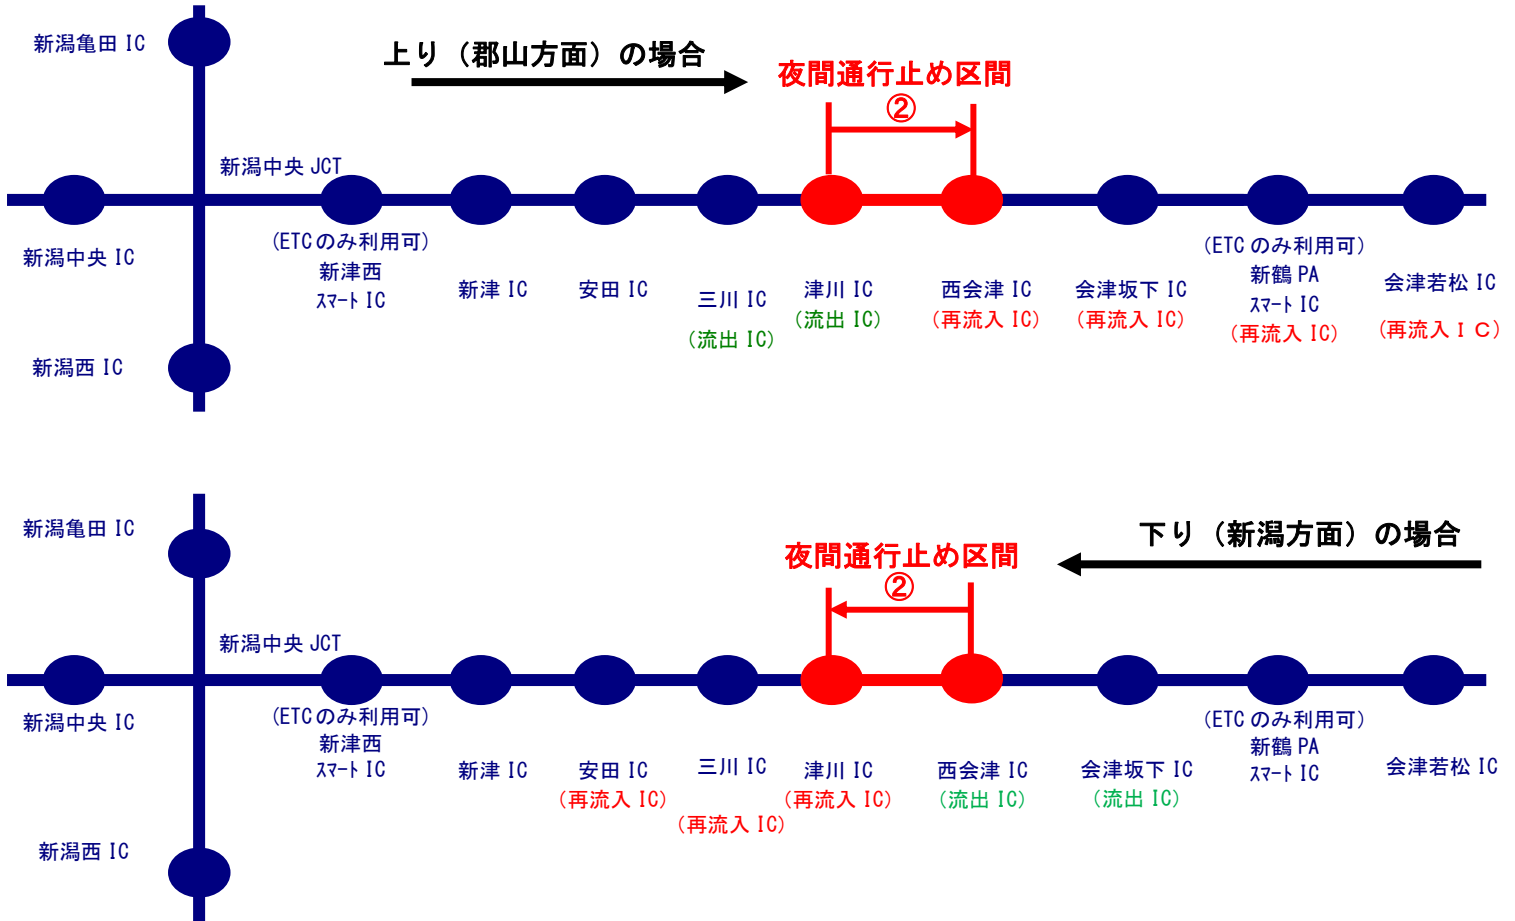 新潟亀田 IC
上り（郡山方面）の場合
夜間通行止め区間
②
新潟中央 JCT
新潟中央 IC
(ETCのみ利用可)
新津西
ｽﾏｰﾄ IC
新津 IC
安田 IC
三川 IC
(流出 IC)
津川 IC
(流出 IC)
西会津 IC
(再流入 IC)
会津坂下 IC
(再流入 IC)
(ETC のみ利用可)
新鶴 PA
ｽﾏｰﾄ IC
(再流入 IC)
会津若松 IC
(再流入ＩＣ)
新潟西 IC
新潟亀田 IC
下り（新潟方面）の場合
夜間通行止め区間
②
新潟中央 JCT
新潟中央 IC
(ETCのみ利用可)
新津西
ｽﾏｰﾄ IC
新津 IC
安田 IC
(再流入 IC)
三川 IC
(再流入 IC)
津川 IC
(再流入 IC)
西会津 IC
(流出 IC)
会津坂下 IC
(流出 IC)
(ETC のみ利用可)
新鶴 PA
ｽﾏｰﾄ IC
会津若松 IC
新潟西 IC